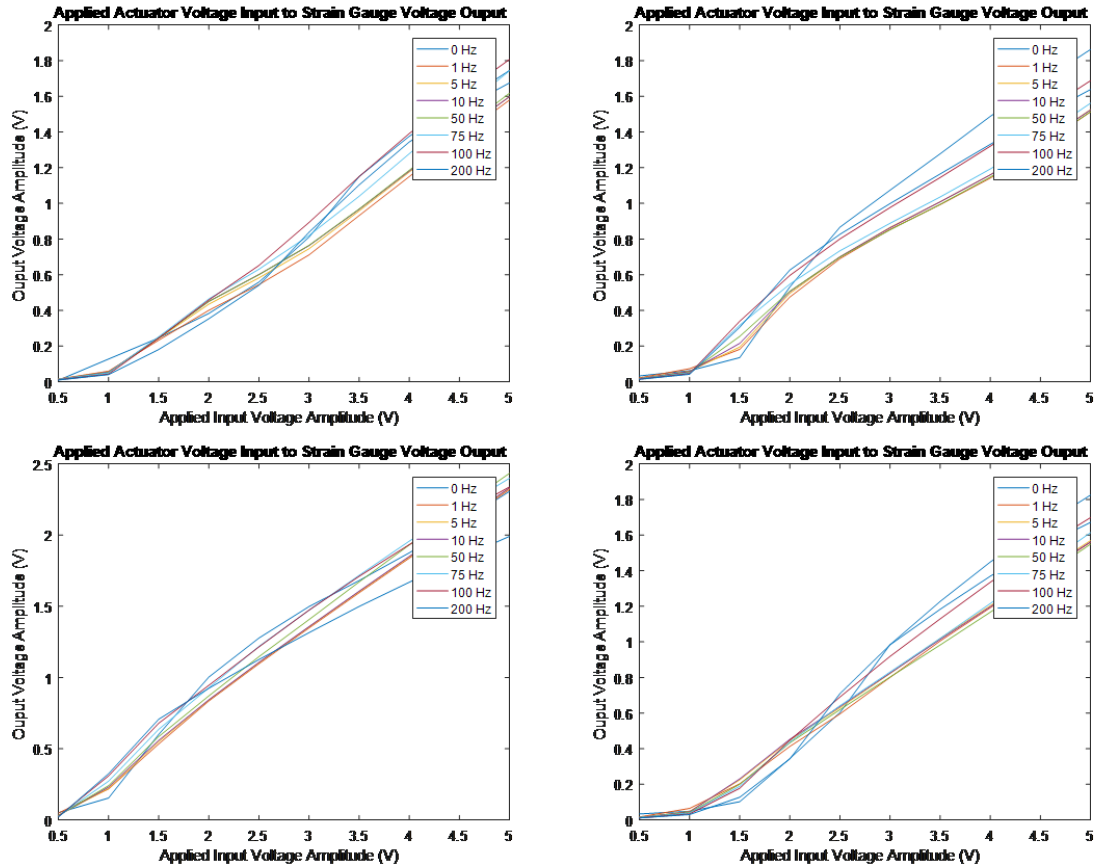 Applied Actuator Voltage Input to Strain Gauge Voltage Ouput
2
1.8
1.6
1.4
1.2
1
0.8
0.6
0.4
0.2
0
Ouput Voltage Amplitude (V)
0 Hz
1 Hz
5 Hz
10 Hz
50 Hz
75 Hz
100 Hz
200 Hz
0.5 1 1.5 2 2.5 3 3.5 4 4.5 5
Applied Input Voltage Amplitude (V)
Applied Actuator Voltage Input to Strain Gauge Voltage Ouput
2
1.8
1.6
1.4
1.2
1
0.8
0.6
0.4
0.2
0
Ouput Voltage Amplitude (V)
0 Hz
1 Hz
5 Hz
10 Hz
50 Hz
75 Hz
100 Hz
200 Hz
0.5 1 1.5 2 2.5 3 3.5 4 4.5 5
Applied Input Voltage Amplitude (V)
Applied Actuator Voltage Input to Strain Gauge Voltage Ouput
2.5
2
1.5
1
0.5
0
Ouput Voltage Amplitude (V)
0 Hz
1 Hz
5 Hz
10 Hz
50 Hz
75 Hz
100 Hz
200 Hz
0.5 1 1.5 2 2.5 3 3.5 4 4.5 5
Applied Input Voltage Amplitude (V)
Applied Actuator Voltage Input to Strain Gauge Voltage Ouput
2
1.8
1.6
1.4
1.2
1
0.8
0.6
0.4
0.2
0
Ouput Voltage Amplitude (V)
0 Hz
1 Hz
5 Hz
10 Hz
50 Hz
75 Hz
100 Hz
200 Hz
0.5 1 1.5 2 2.5 3 3.5 4 4.5 5
Applied Input Voltage Amplitude (V)